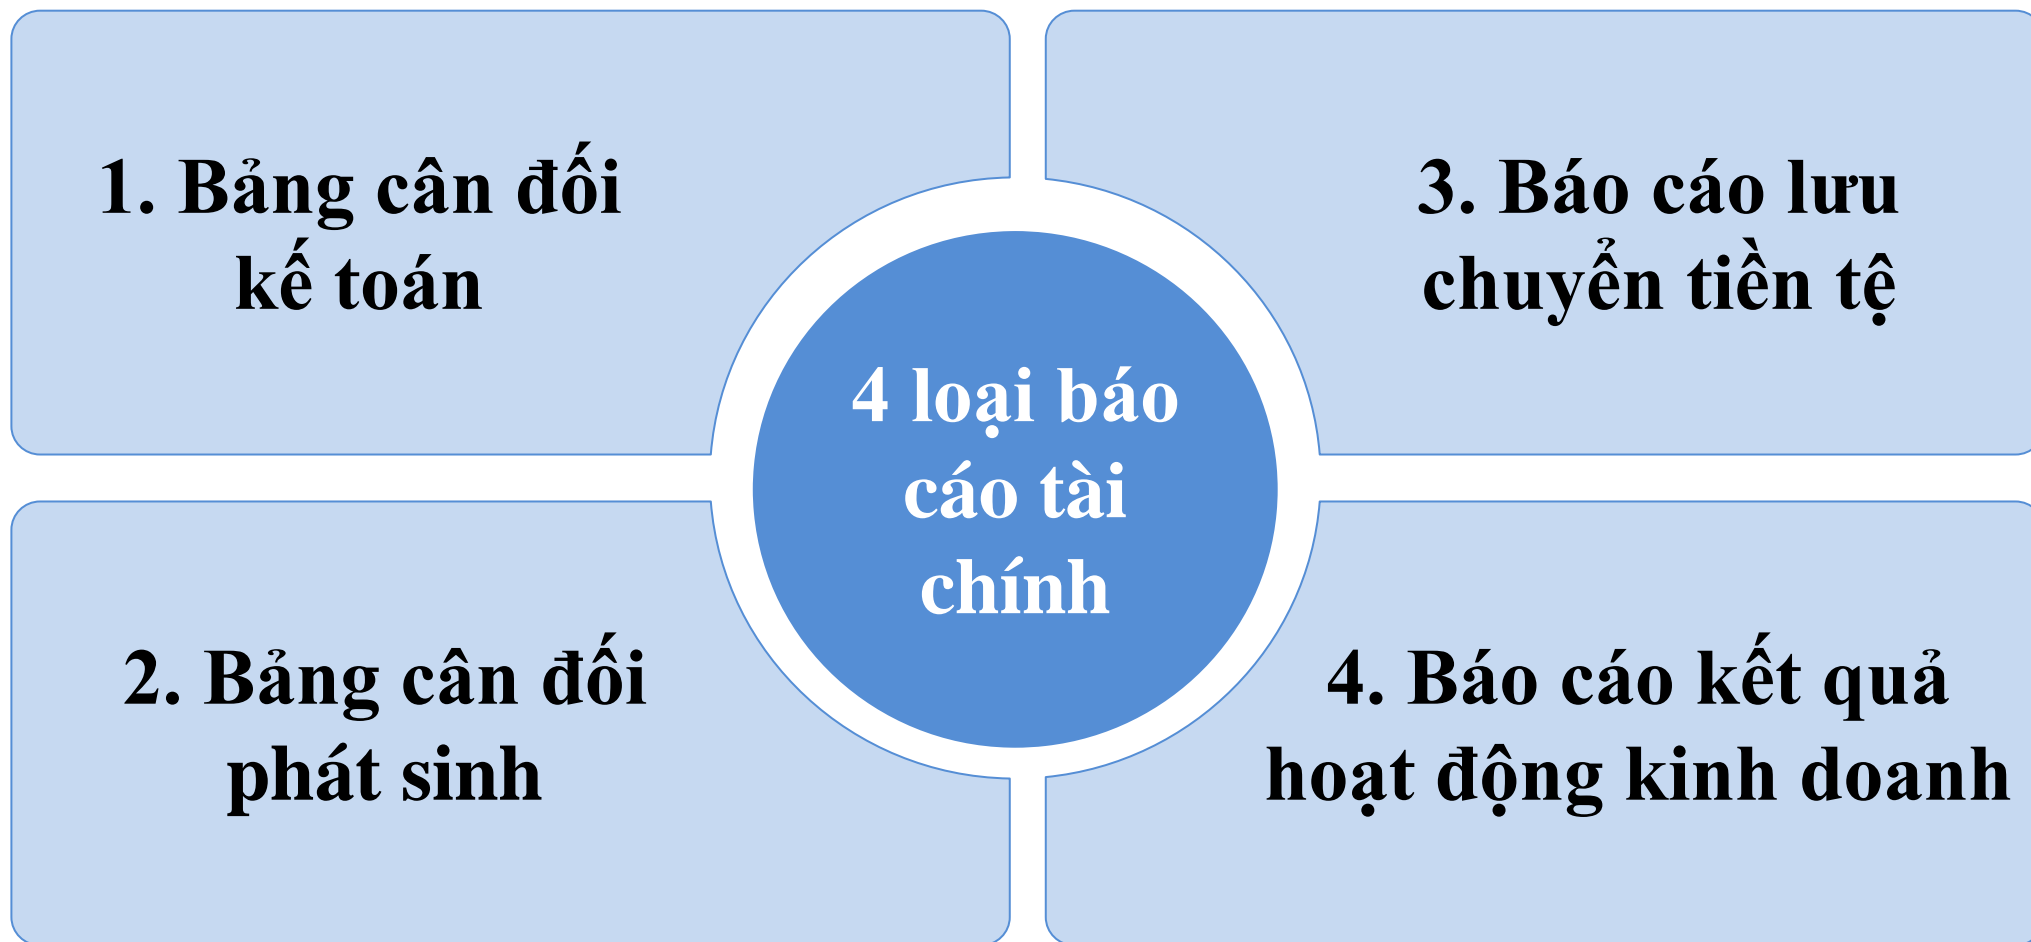 1. Bảng cân đối
kế toán
2. Bảng cân đối
phát sinh
3. Báo cáo lưu
chuyển tiền tệ
4. Báo cáo kết quả
hoạt động kinh doanh
4 loại báo
cáo tài
chính